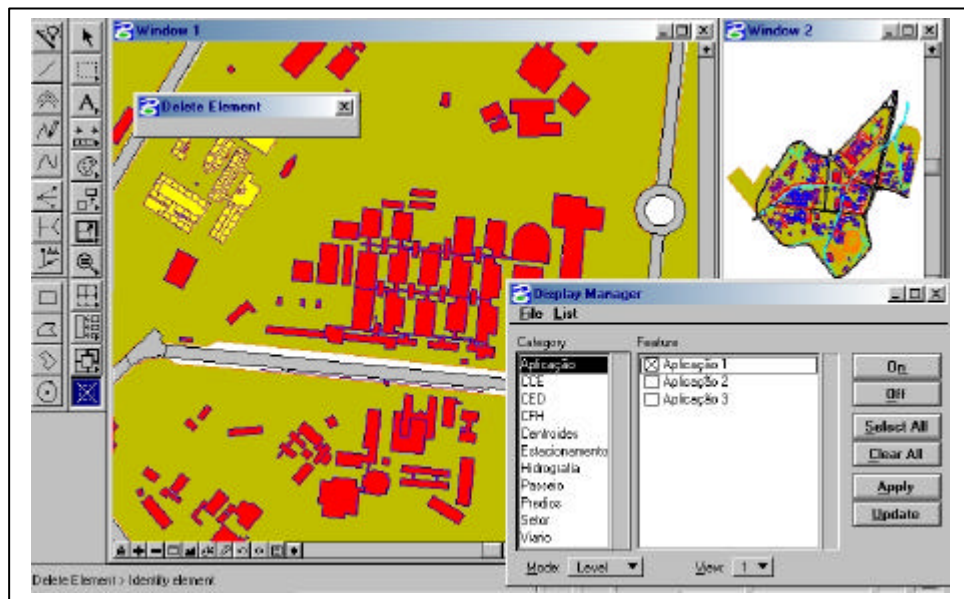 Window 1
Window 2
Delete Element
Display Manager
File List
Category
Feature
Aplicação
CCE
CED
CFH
Centroides
Estacionamento
Hidrografia
Passeio
Predios
Setor
Viario
Aplicação 1
Aplicação 2
Aplicação 3
On
Off
Select All
Clear All
Apply
Update
Mode: Level
View: 1
Delete Element > Identify element